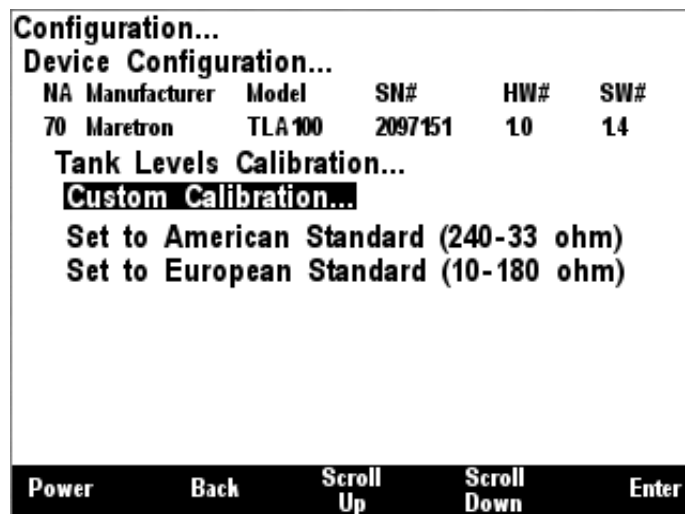 Configuration...
Device Configuration...
NA Manufacturer Model SN# HW# SW#
70 Maretron TLA100 2097151 1.0 1.4
Tank Levels Calibration...
Custom Calibration...
Set to American Standard (240-33 ohm)
Set to European Standard (10-180 ohm)
Power Back Scroll Up Scroll Down Enter